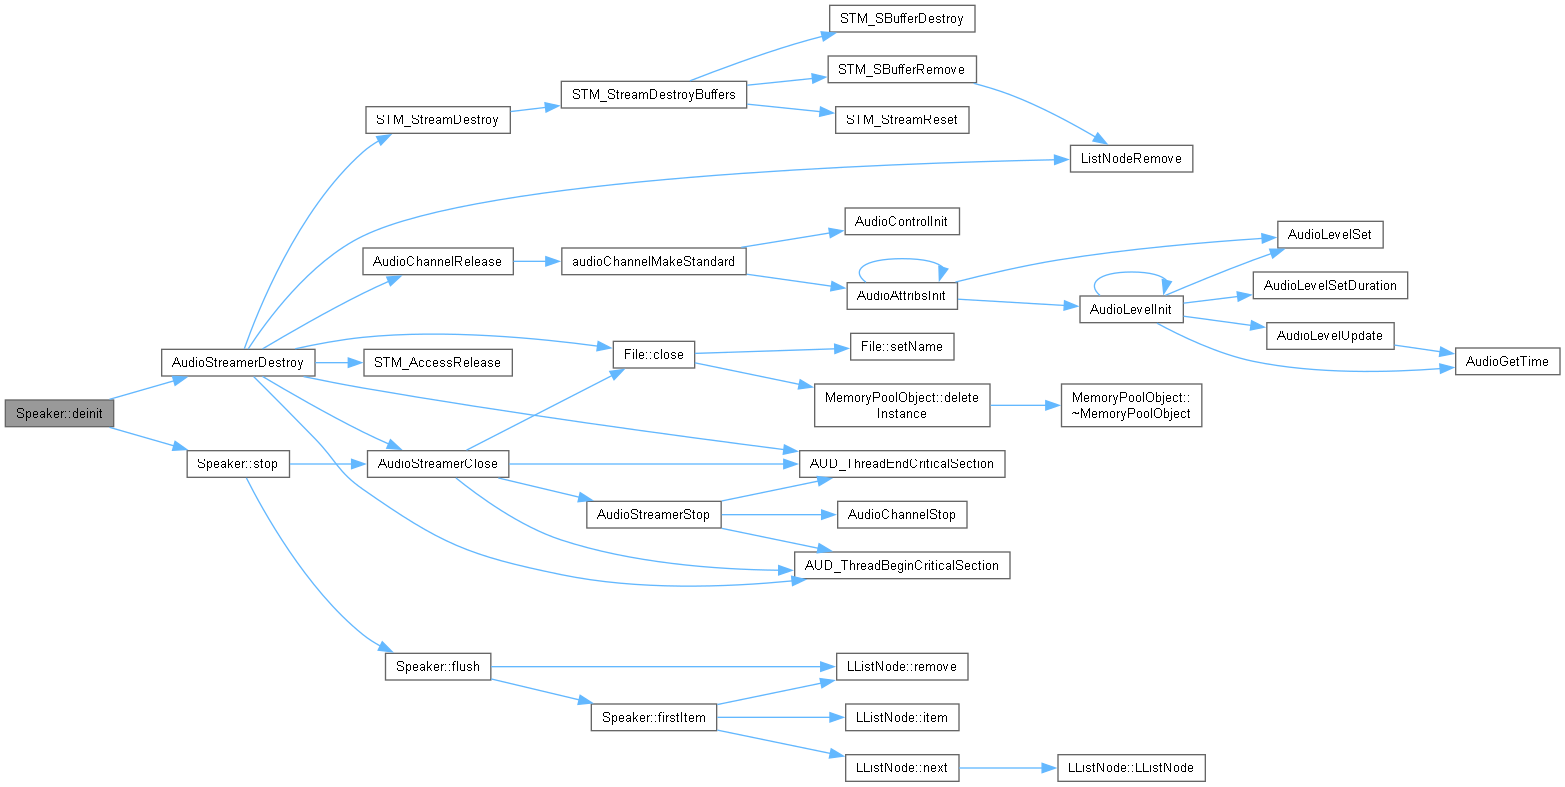 STM_SBufferDestroy
STM_SBufferRemove
STM_StreamDestroyBuffers
STM_StreamDestroy
STM_StreamReset
ListNodeRemove
AudioControlInit
AudioLevelSet
AudioChannelRelease
audioChannelMakeStandard
AudioAttribsInit
AudioLevelSetDuration
AudioLevelInit
AudioLevelUpdate
File::setName
File::close
AudioStreamerDestroy
STM_AccessRelease
AudioGetTime
MemoryPoolObject::delete
Instance
MemoryPoolObject::
~MemoryPoolObject
Speaker::deinit
Speaker::stop
AudioStreamerClose
AUD_ThreadEndCriticalSection
AudioStreamerStop
AudioChannelStop
AUD_ThreadBeginCriticalSection
Speaker::flush
LListNode::remove
Speaker::firstItem
LListNode::item
LListNode::next
LListNode::LListNode